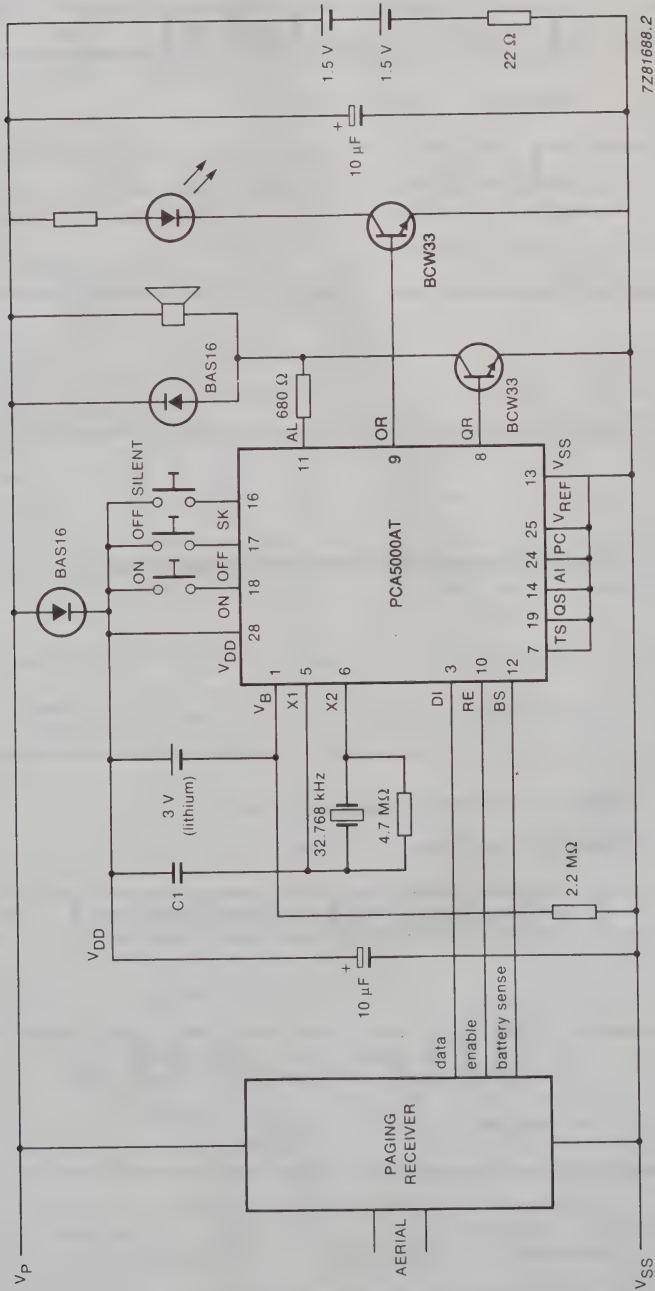 V_P
1.5 V
1.5 V
22 Ω
+
10 µF
BCW33
BAS16
BAS16
SILENT
OFF
ON
680 Ω
AL
OR
QR
BCW33
SK
OFF
ON
V_DD
16
17
18
28
11
9
8
PCA5000AT
V_B
X1
X2
1
5
6
DI
RE
BS
3
10
12
7
19
14
24
25
13
TS
QS
AI
PC
V_REF
V_SS
3 V
(lithium)
C1
32.768 kHz
4.7 MΩ
2.2 MΩ
V_DD
+
10 µF
data
enable
battery sense
PAGING
RECEIVER
AERIAL
V_SS
7Z81688.2